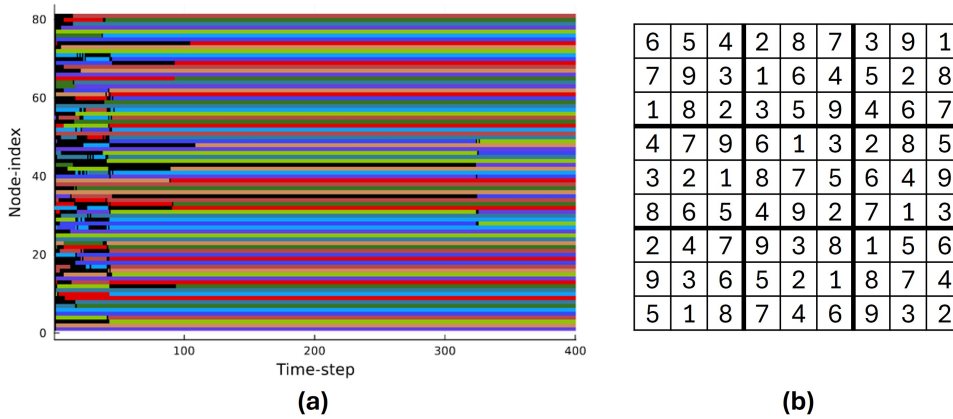 80
60
40
20
0
Node-index
100 200 300 400
Time-step
(a)
6 5 4 2 8 7 3 9 1
7 9 3 1 6 4 5 2 8
1 8 2 3 5 9 4 6 7
4 7 9 6 1 3 2 8 5
3 2 1 8 7 5 6 4 9
8 6 5 4 9 2 7 1 3
2 4 7 9 3 8 1 5 6
9 3 6 5 2 1 8 7 4
5 1 8 7 4 6 9 3 2
(b)